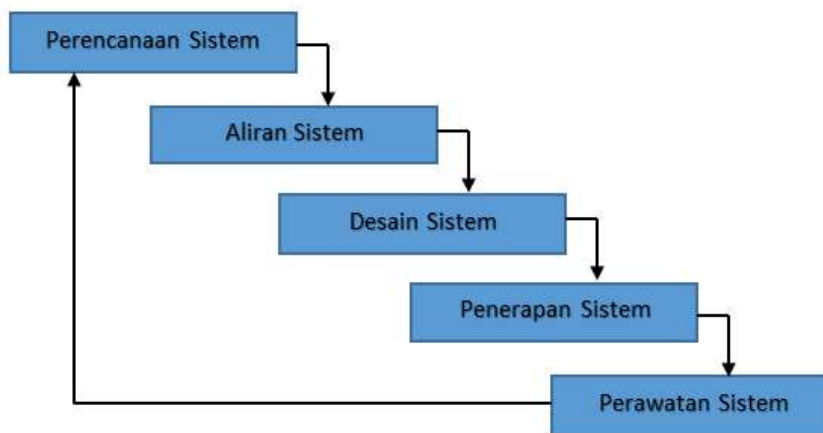 Perencanaan Sistem
Aliran Sistem
Desain Sistem
Penerapan Sistem
Perawatan Sistem